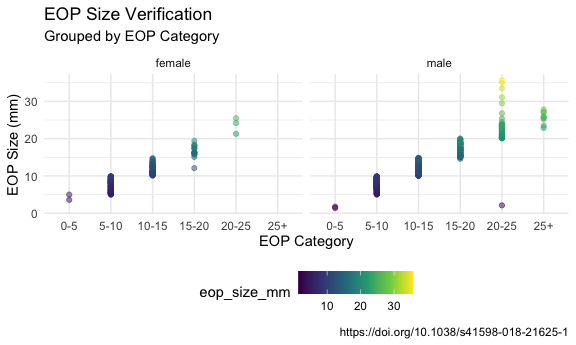 EOP Size Verification
Grouped by EOP Category
female male
EOP Size (mm)
30
20
10
0
0-5 5-10 10-15 15-20 20-25 25+ 0-5 5-10 10-15 15-20 20-25 25+
EOP Category
eop_size_mm
10 20 30
https://doi.org/10.1038/s41598-018-21625-1